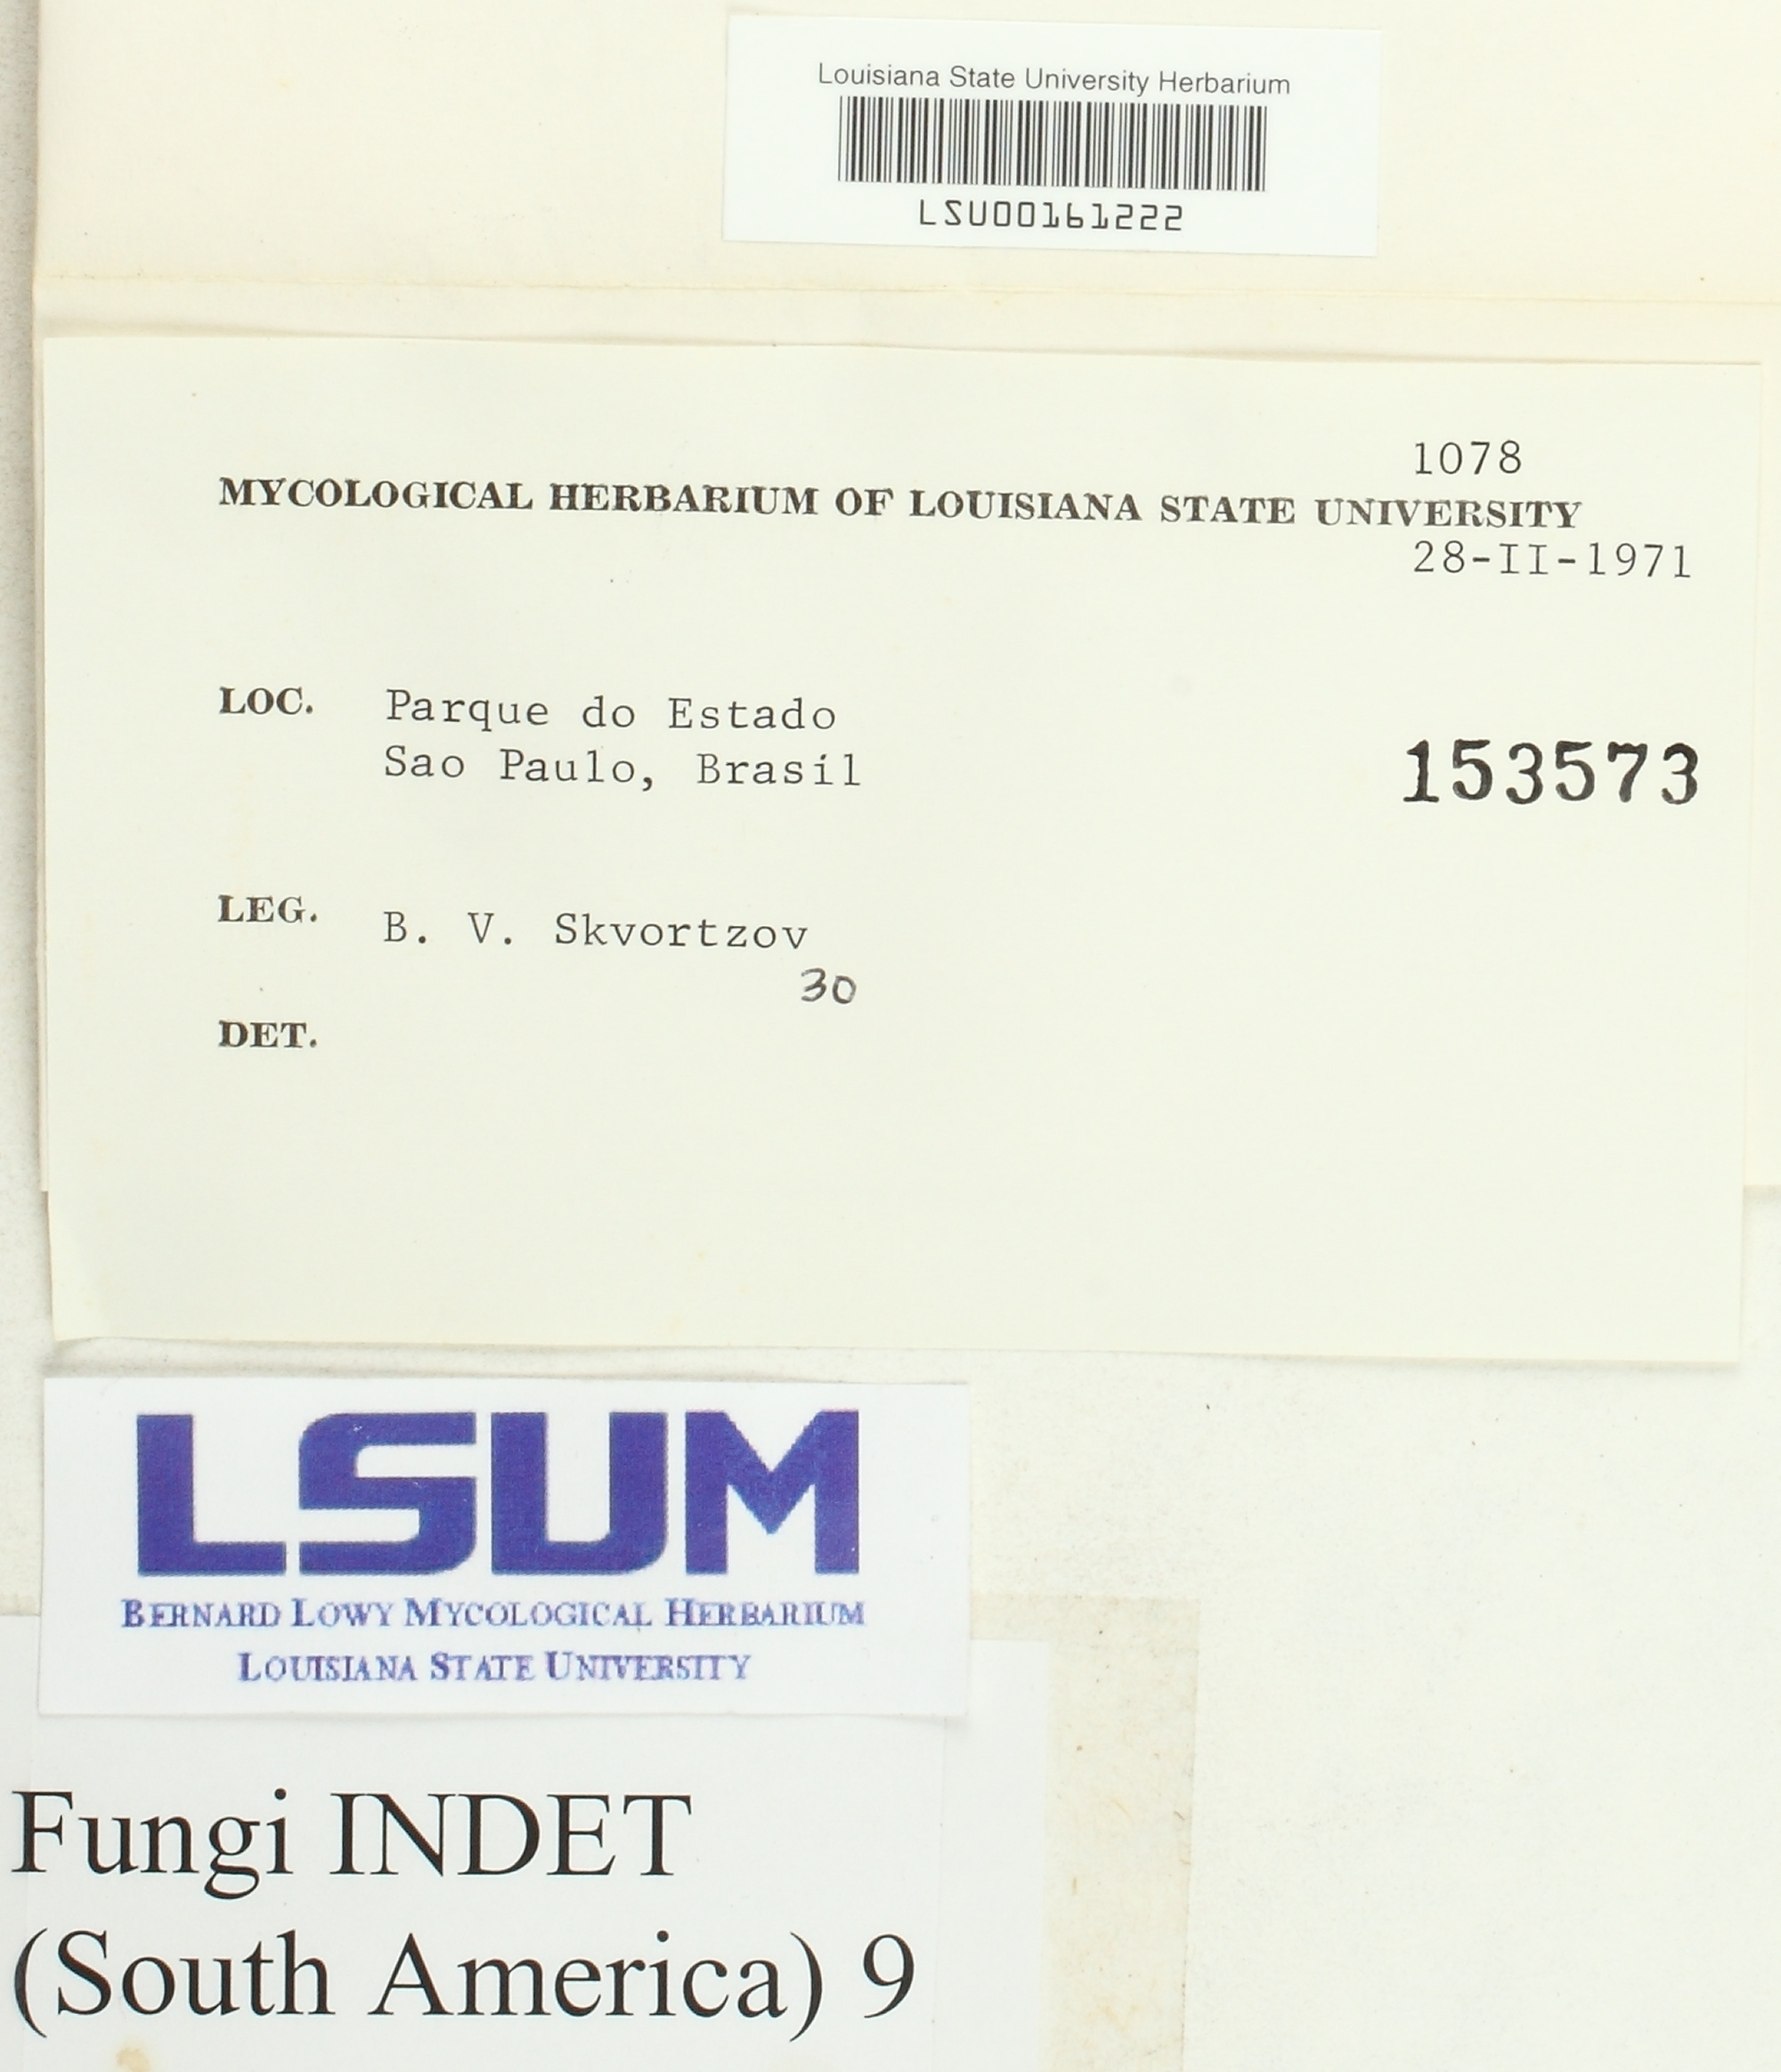 Louisiana State University Herbarium
LSU00161222
1078
MYCOLOGICAL HERBARIUM OF LOUISIANA STATE UNIVERSITY
28-II-1971
LOC. Parque do Estado
Sao Paulo, Brasil
153573
LEG. B. V. Skvortzov
30
DET.
LSUM
BERNARD LOWY MYCOLOGICAL HERBARIUM
LOUISIANA STATE UNIVERSITY
Fungi INDET
(South America) 9